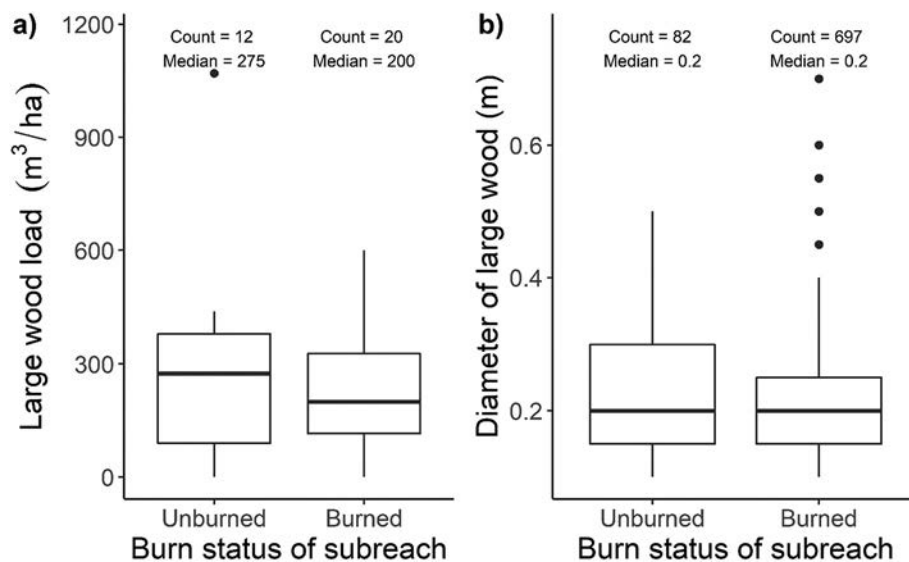 a)
Count = 12
Median = 275
Count = 20
Median = 200
1200
900
600
300
0
Large wood load (m³/ha)
Unburned
Burned
Burn status of subreach
b)
Count = 82
Median = 0.2
Count = 697
Median = 0.2
0.6
0.4
0.2
Diameter of large wood (m)
Unburned
Burned
Burn status of subreach